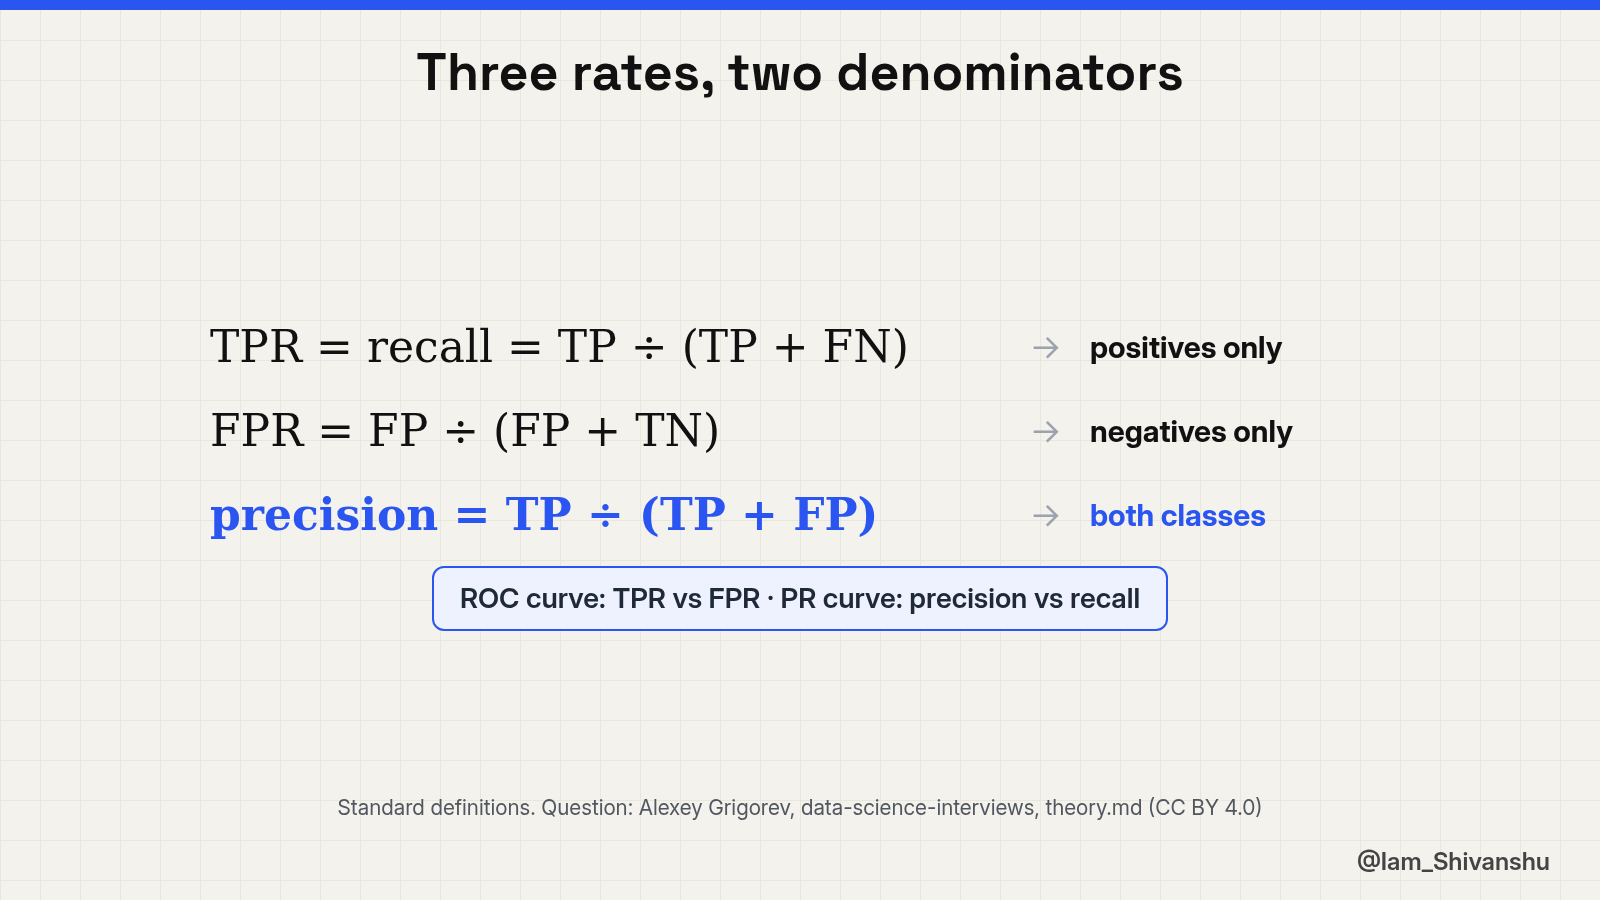 Three rates, two denominators
TPR = recall = TP ÷ (TP + FN) → positives only
FPR = FP ÷ (FP + TN) → negatives only
precision = TP ÷ (TP + FP) → both classes
ROC curve: TPR vs FPR · PR curve: precision vs recall
Standard definitions. Question: Alexey Grigorev, data-science-interviews, theory.md (CC BY 4.0)
@Iam_Shivanshu